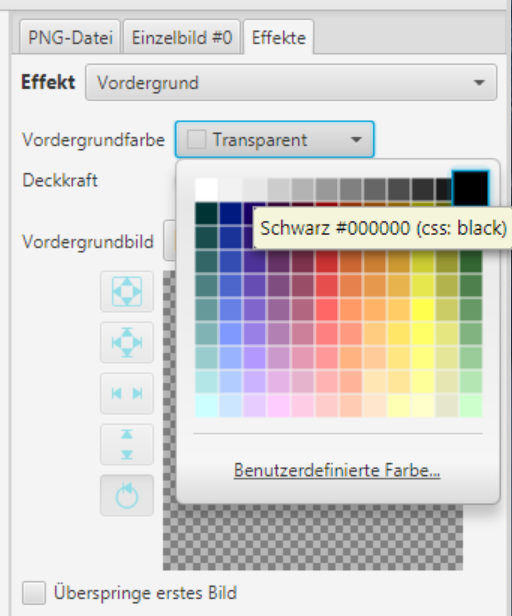 PNG-Datei Einzelbild #0 Effekte
Effekt Vordergrund
Vordergrundfarbe Transparent
Deckkraft
Schwarz #000000 (css: black)
Vordergrundbild
Benutzerdefinierte Farbe...
Überspringe erstes Bild